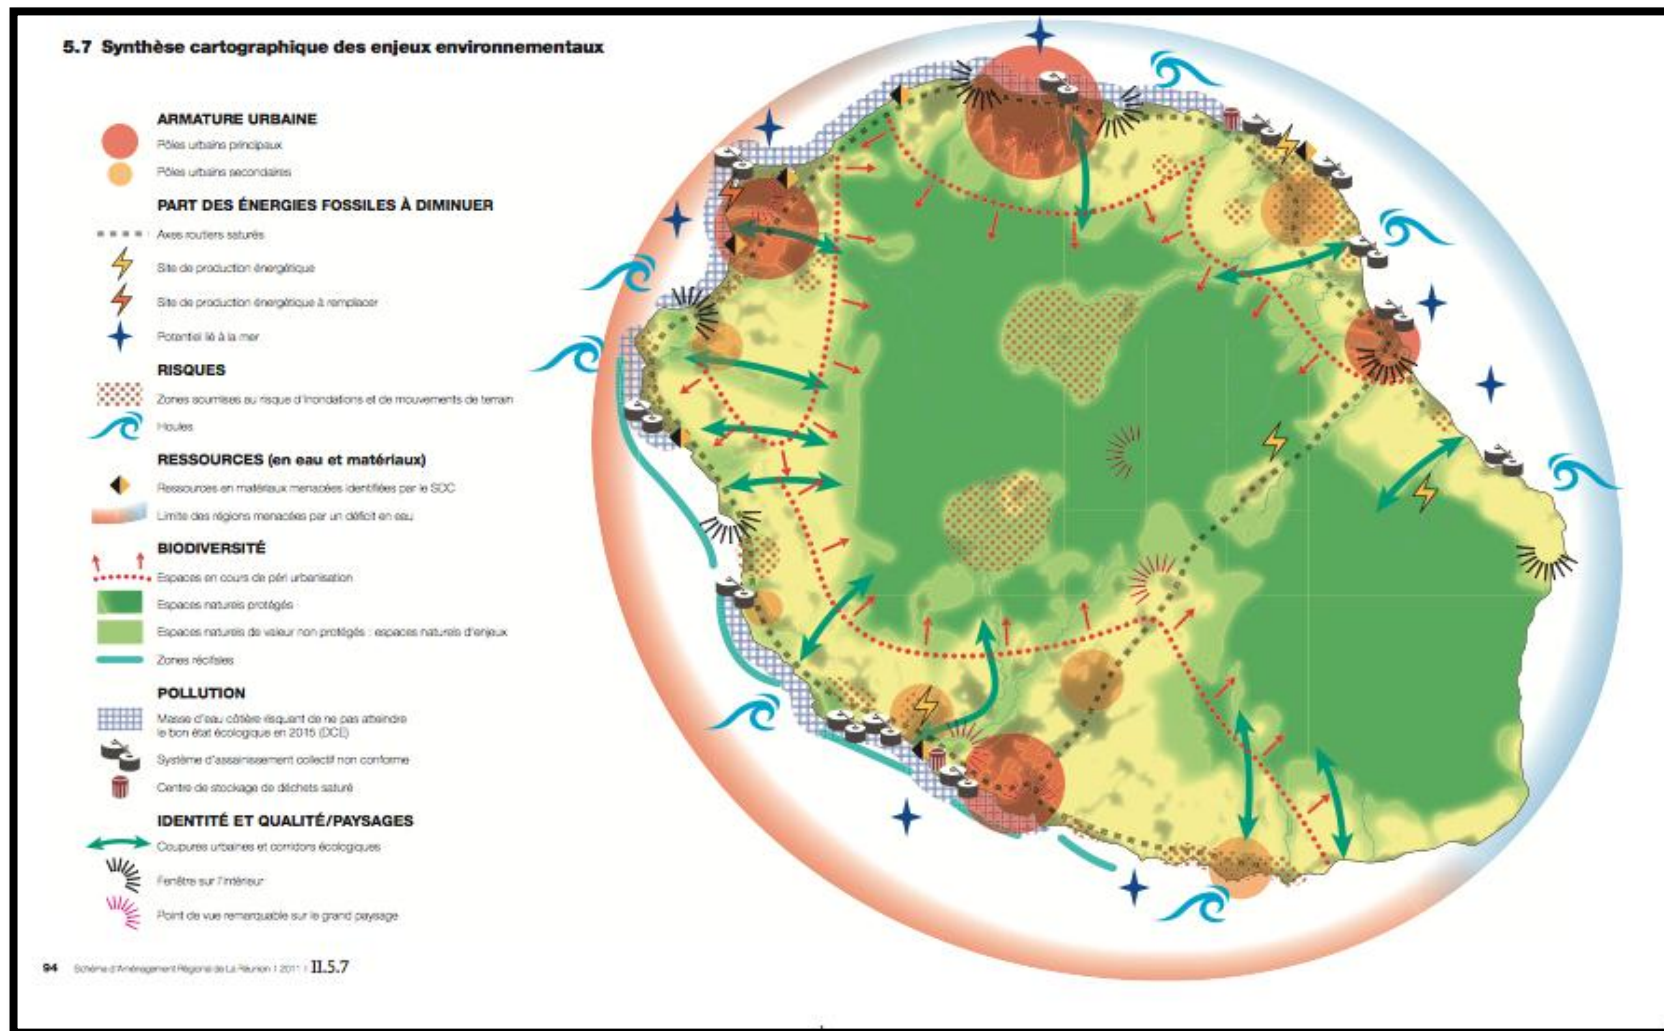 5.7 Synthèse cartographique des enjeux environnementaux
ARMATURE URBAINE
Pôles urbains principaux
Pôles urbains secondaires
PART DES ÉNERGIES FOSSILES À DIMINUER
Axes routiers saturés
Site de production énergétique
Site de production énergétique à remplacer
Potentiel lié à la mer
RISQUES
Zones soumises au risque d'inondations et de mouvements de terrain
Houles
RESSOURCES (en eau et matériaux)
Ressources en matériaux menacées identifiées par le SDC
Limite des régions menacées par un déficit en eau
BIODIVERSITÉ
Espaces en cours de péri urbanisation
Espaces naturels protégés
Espaces naturels de valeur non protégés : espaces naturels d'enjeux
Zones récifales
POLLUTION
Masse d'eau côtière risquant de ne pas atteindre
le bon état écologique en 2015 (DCE)
Système d'assainissement collectif non conforme
Centre de stockage de déchets saturé
IDENTITÉ ET QUALITÉ/PAYSAGES
Coupures urbaines et corridors écologiques
Fenêtre sur l'intérieur
Point de vue remarquable sur le grand paysage
94 Schéma d'Aménagement Régional de La Réunion I 2011 I II.5.7